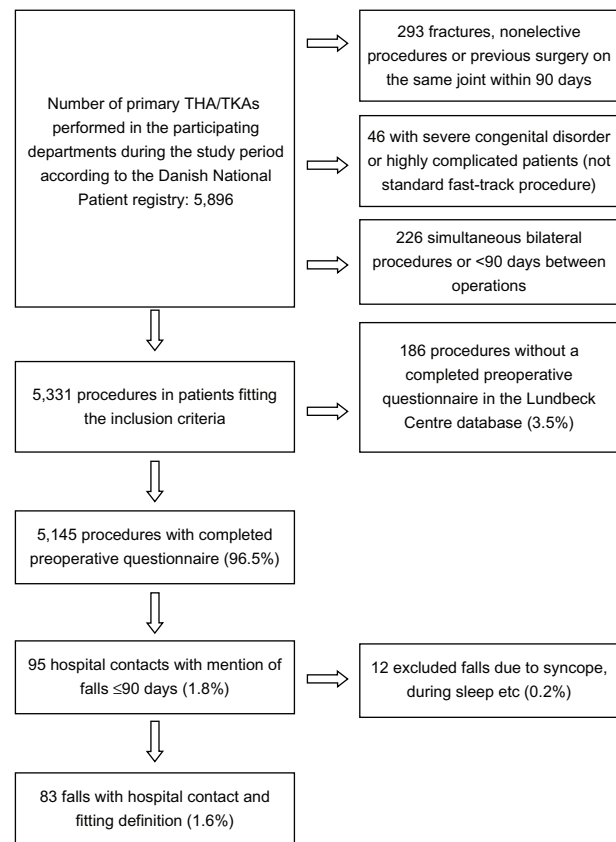 Number of primary THA/TKAs
performed in the participating
departments during the study period
according to the Danish National
Patient registry: 5,896
293 fractures, nonelective
procedures or previous surgery on
the same joint within 90 days
46 with severe congenital disorder
or highly complicated patients (not
standard fast-track procedure)
226 simultaneous bilateral
procedures or <90 days between
operations
5,331 procedures in patients fitting
the inclusion criteria
186 procedures without a
completed preoperative
questionnaire in the Lundbeck
Centre database (3.5%)
5,145 procedures with completed
preoperative questionnaire (96.5%)
95 hospital contacts with mention of
falls ≤90 days (1.8%)
12 excluded falls due to syncope,
during sleep etc (0.2%)
83 falls with hospital contact and
fitting definition (1.6%)